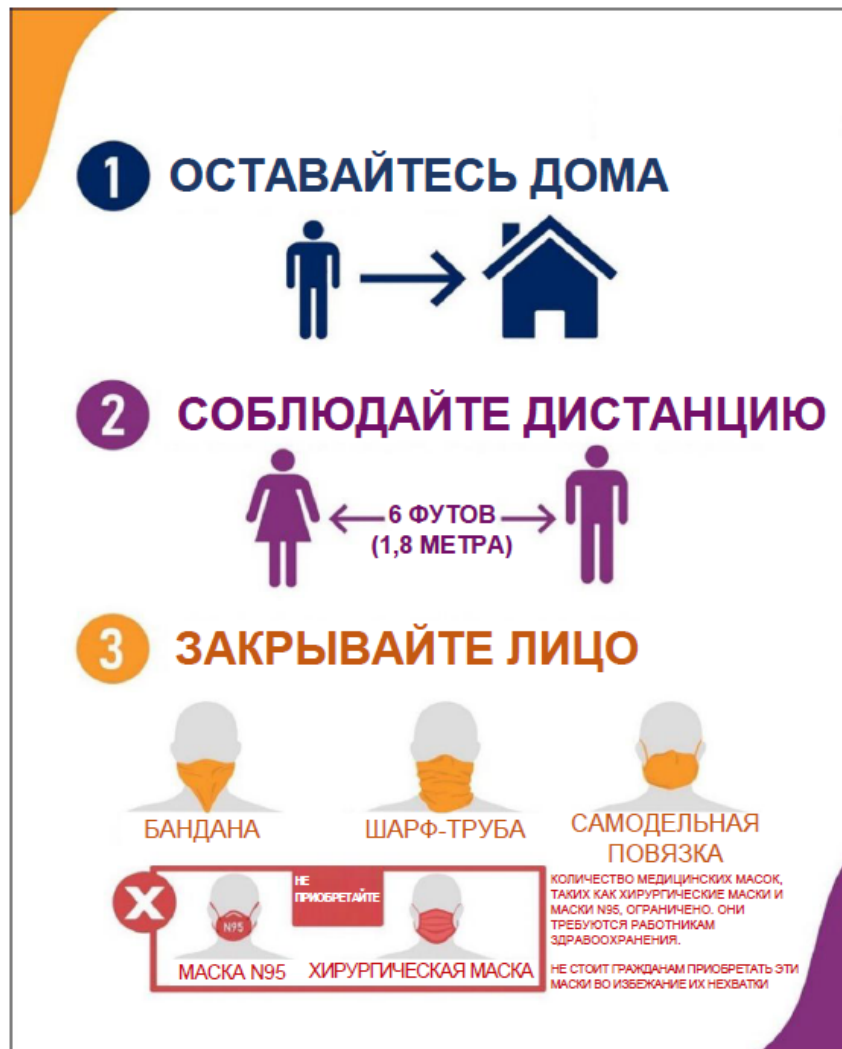 1 ОСТАВАЙТЕСЬ ДОМА
2 СОБЛЮДАЙТЕ ДИСТАНЦИЮ
6 ФУТОВ
(1,8 МЕТРА)
3 ЗАКРЫВАЙТЕ ЛИЦО
БАНДАНА
ШАРФ-ТРУБА
САМОДЕЛЬНАЯ
ПОВЯЗКА
X
НЕ
ПРИОБРЕТАЙТЕ
N95
МАСКА N95
ХИРУРГИЧЕСКАЯ МАСКА
КОЛИЧЕСТВО МЕДИЦИНСКИХ МАСОК,
ТАКИХ КАК ХИРУРГИЧЕСКИЕ МАСКИ И
МАСКИ N95, ОГРАНИЧЕНО. ОНИ
ТРЕБУЮТСЯ РАБОТНИКАМ
ЗДРАВООХРАНЕНИЯ.
НЕ СТОИТ ГРАЖДАНАМ ПРИОБРЕТАТЬ ЭТИ
МАСКИ ВО ИЗБЕЖАНИЕ ИХ НЕХВАТКИ